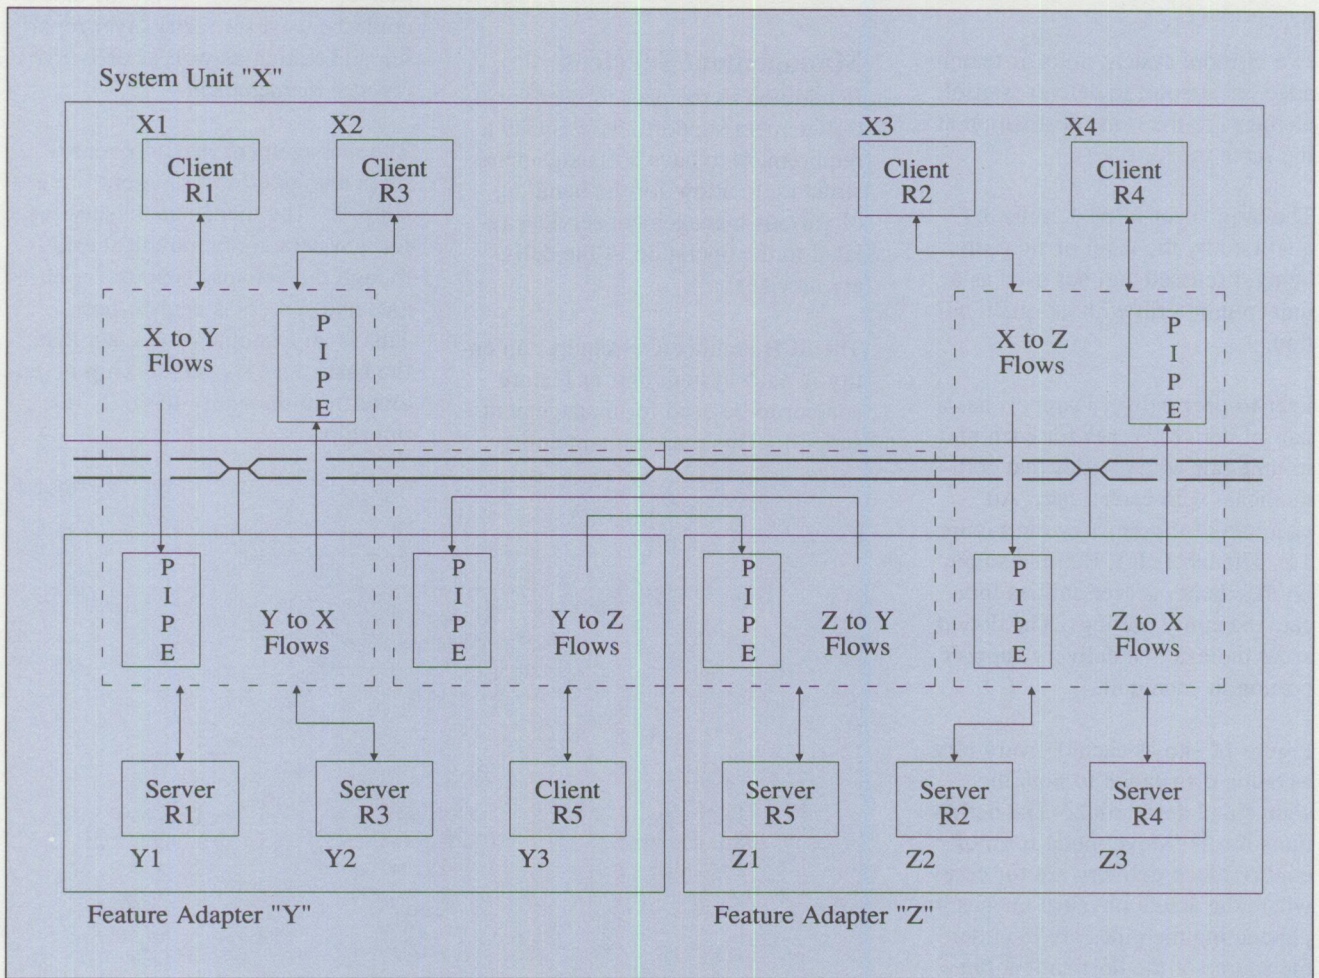 System Unit "X"
X1
X2
X3
X4
Client
R1
Client
R3
Client
R2
Client
R4
X to Y
Flows
P
I
P
E
X to Z
Flows
P
I
P
E
P
I
P
E
Y to X
Flows
P
I
P
E
Y to Z
Flows
P
I
P
E
Z to Y
Flows
P
I
P
E
Z to X
Flows
Server
R1
Server
R3
Client
R5
Server
R5
Server
R2
Server
R4
Y1
Y2
Y3
Z1
Z2
Z3
Feature Adapter "Y"
Feature Adapter "Z"